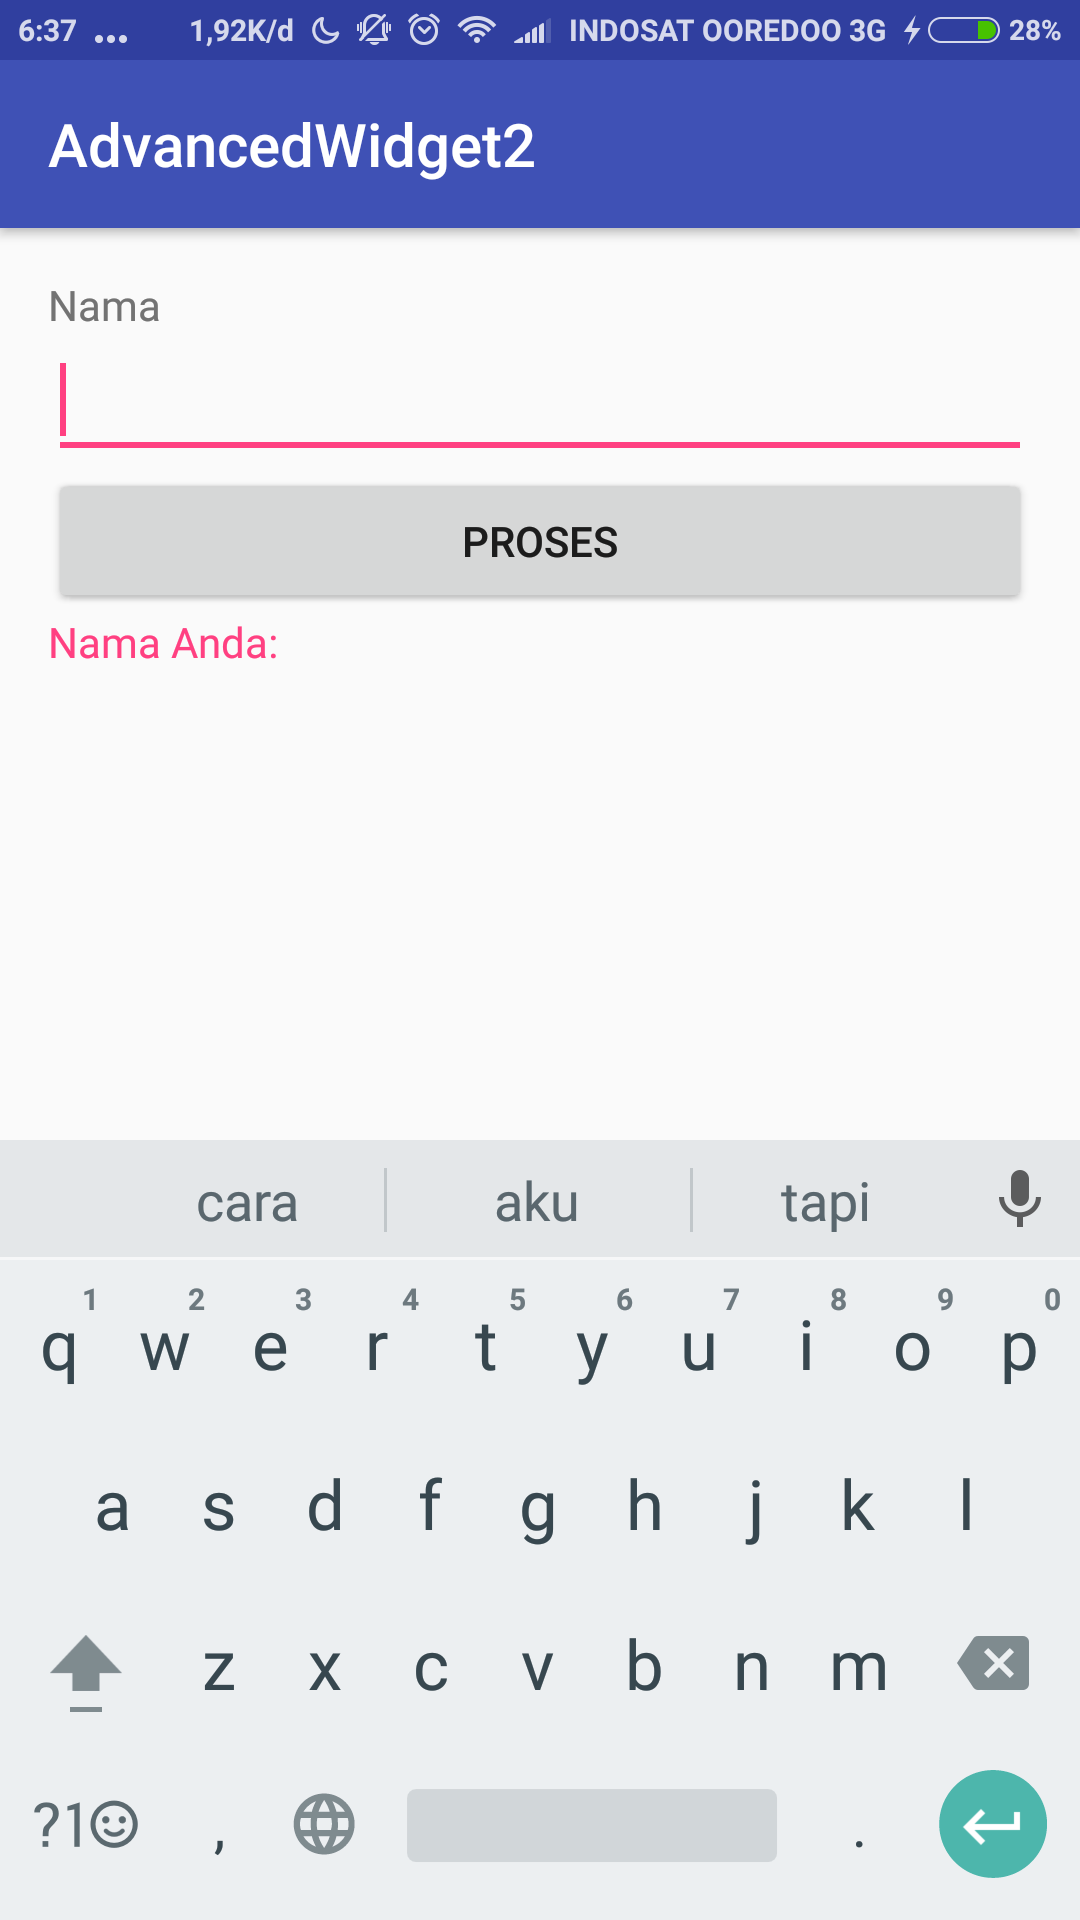 6:37 ... 1,92K/d INDOSAT OOREDOO 3G 28%
AdvancedWidget2
Nama
PROSES
Nama Anda:
cara aku tapi
1 2 3 4 5 6 7 8 9 0
q w e r t y u i o p
a s d f g h j k l
z x c v b n m
?1☺ , .